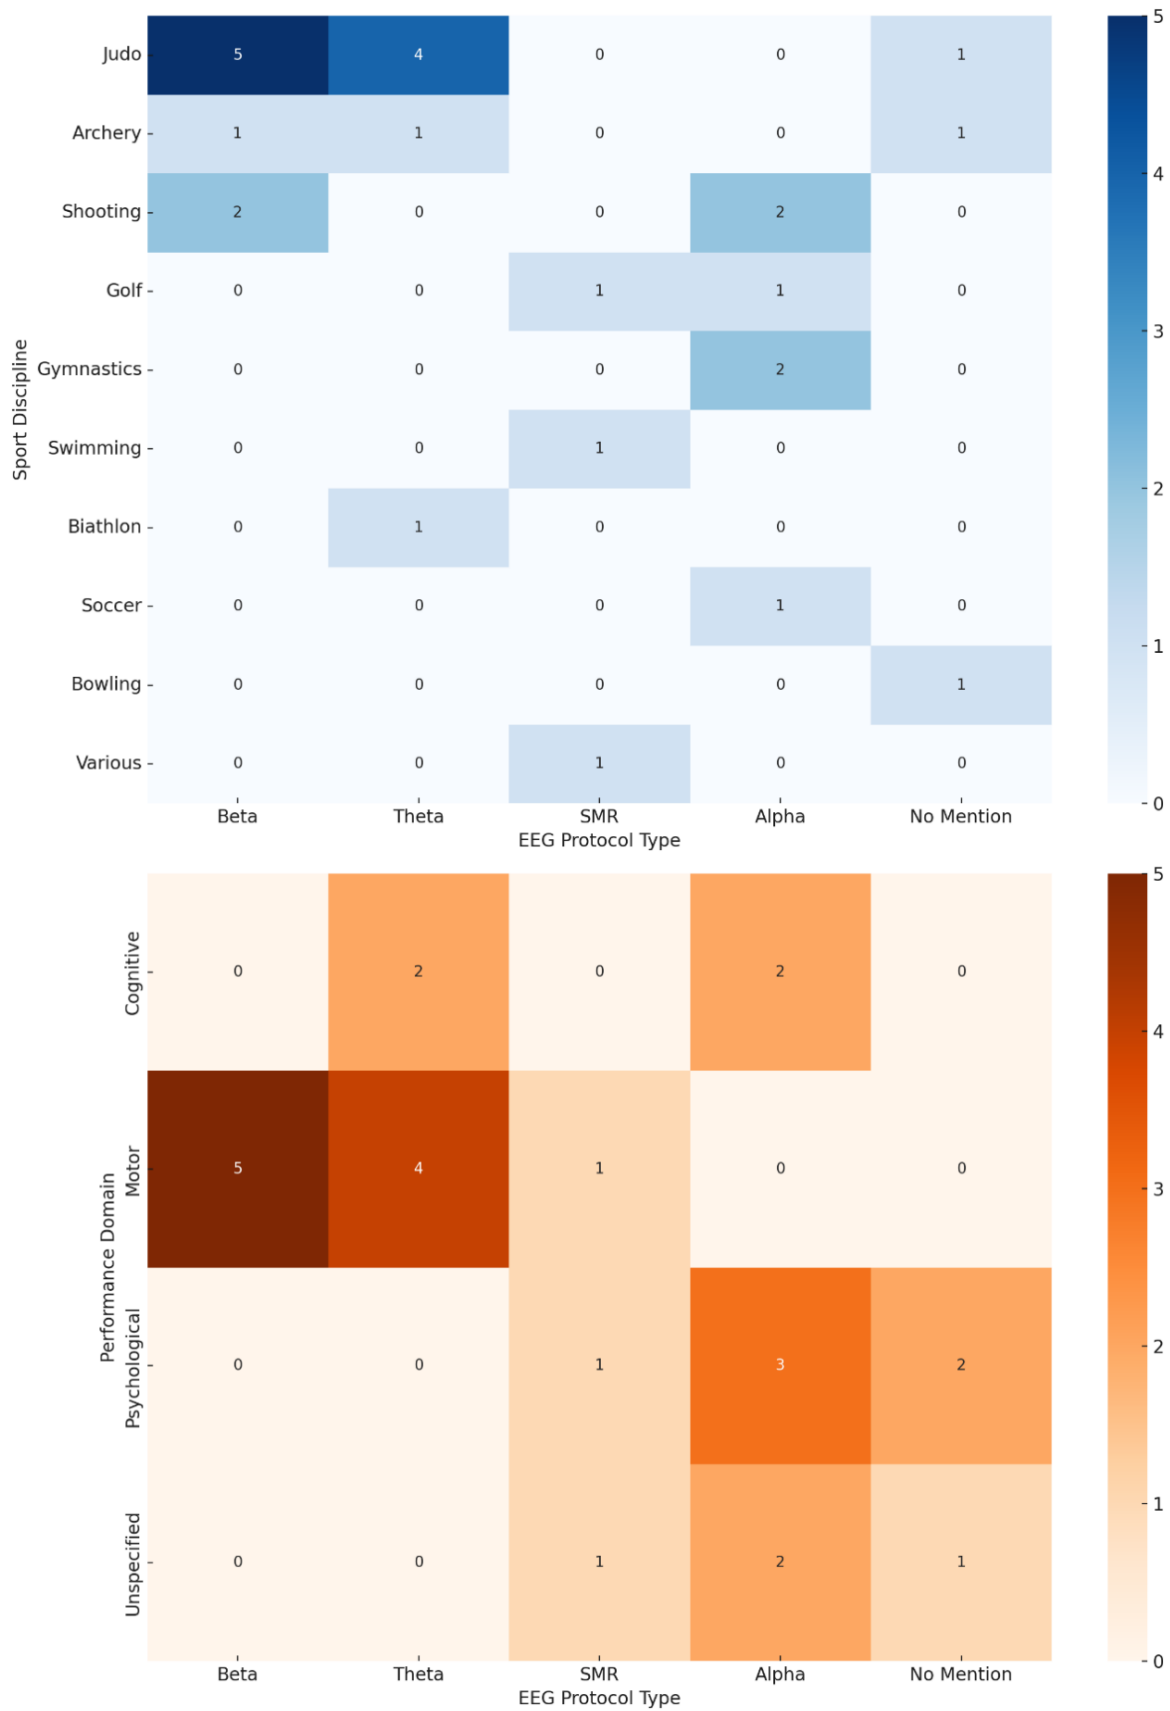 Judo 5 4 0 0 1
Archery 1 1 0 0 1
Shooting 2 0 0 2 0
Golf 0 0 1 1 0
Gymnastics 0 0 0 2 0
Swimming 0 0 1 0 0
Biathlon 0 1 0 0 0
Soccer 0 0 0 1 0
Bowling 0 0 0 0 1
Various 0 0 1 0 0
Sport Discipline
Beta Theta SMR Alpha No Mention
EEG Protocol Type
5
4
3
2
1
0
Cognitive 0 2 0 2 0
Motor 5 4 1 0 0
Psychological 0 0 1 3 2
Unspecified 0 0 1 2 1
Performance Domain
Beta Theta SMR Alpha No Mention
EEG Protocol Type
5
4
3
2
1
0